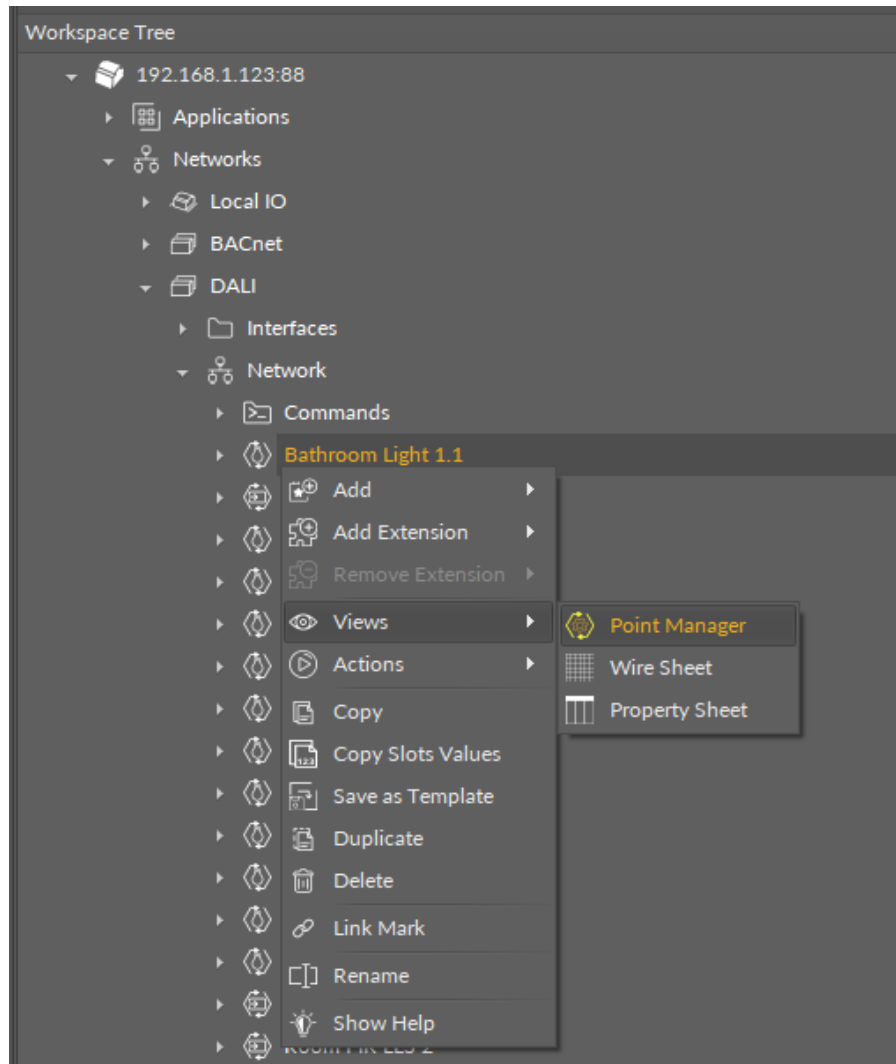 Workspace Tree
192.168.1.123:88
Applications
Networks
Local IO
BACnet
DALI
Interfaces
Network
Commands
Bathroom Light 1.1
Add
Add Extension
Remove Extension
Views
Point Manager
Actions
Wire Sheet
Copy
Property Sheet
Copy Slots Values
Save as Template
Duplicate
Delete
Link Mark
Rename
Show Help